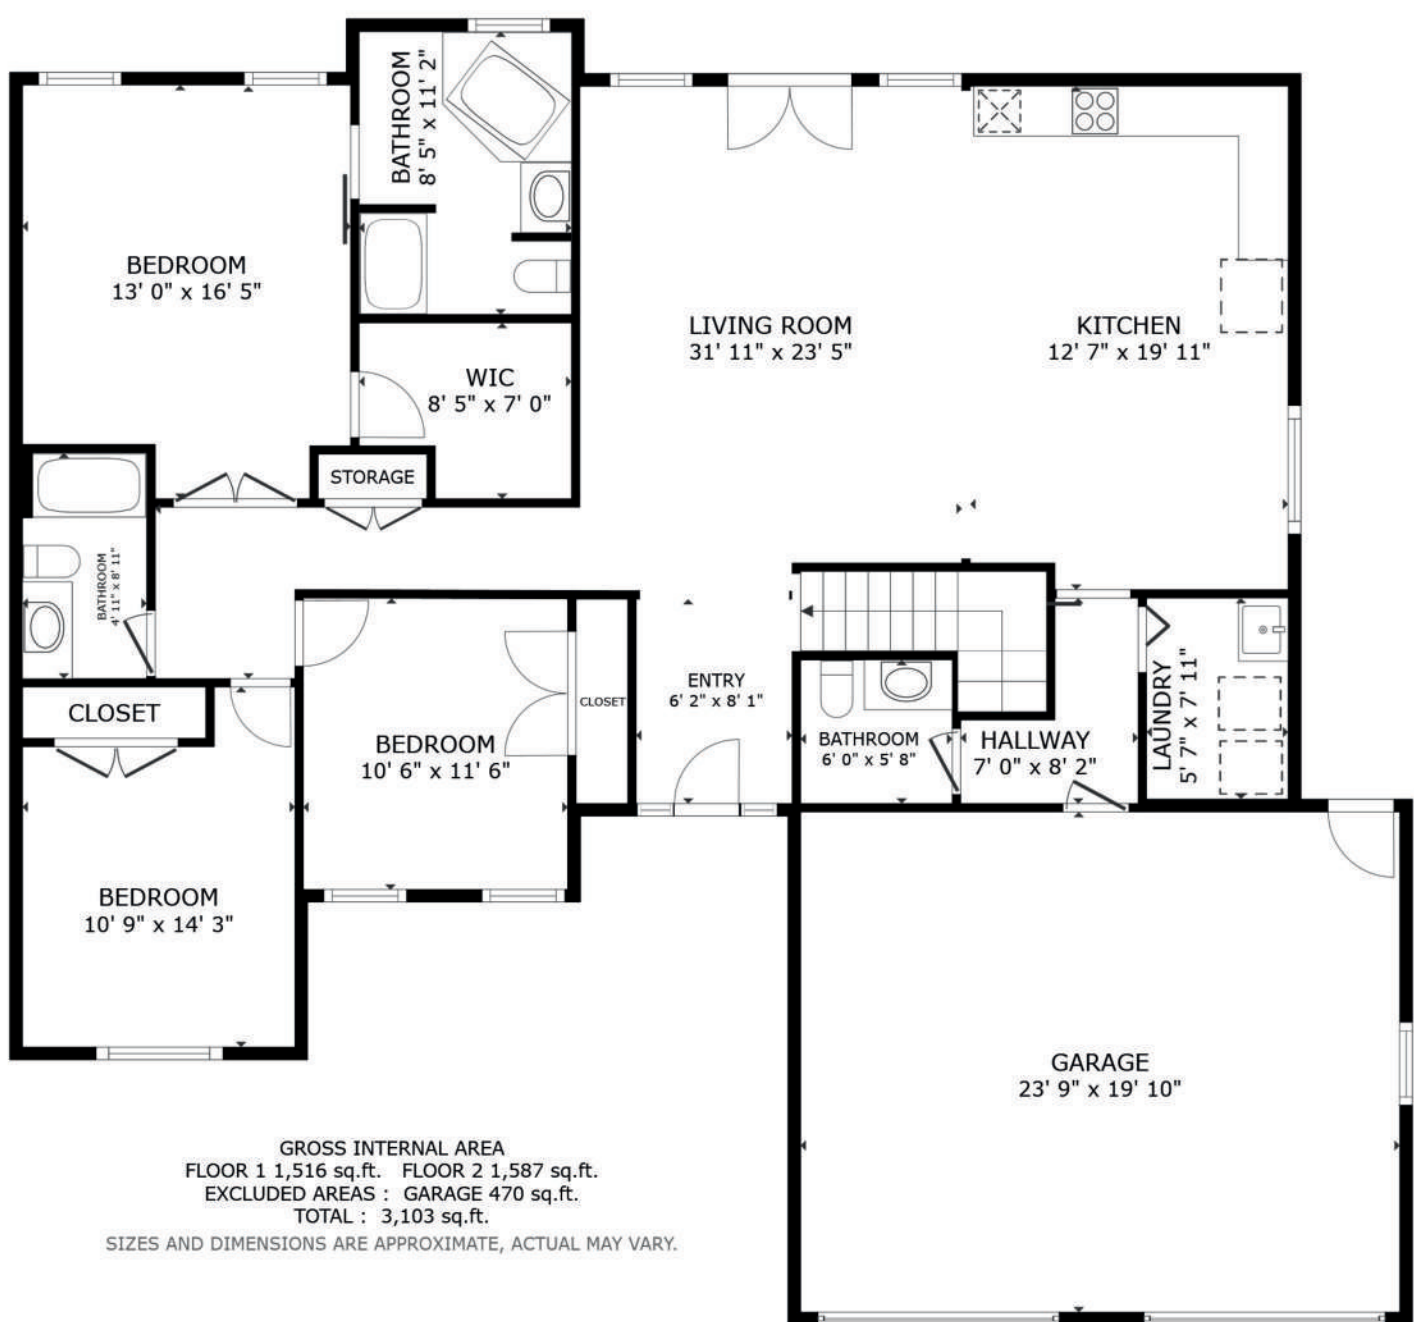 BATHROOM
8' 5" x 11' 2"
BEDROOM
13' 0" x 16' 5"
LIVING ROOM
31' 11" x 23' 5"
KITCHEN
12' 7" x 19' 11"
WIC
8' 5" x 7' 0"
STORAGE
BATHROOM
4' 11" x 8' 11"
CLOSET
BEDROOM
10' 6" x 11' 6"
CLOSET
ENTRY
6' 2" x 8' 1"
BATHROOM
6' 0" x 5' 8"
HALLWAY
7' 0" x 8' 2"
LAUNDRY
5' 7" x 7' 11"
BEDROOM
10' 9" x 14' 3"
GARAGE
23' 9" x 19' 10"
GROSS INTERNAL AREA
FLOOR 1 1,516 sq.ft. FLOOR 2 1,587 sq.ft.
EXCLUDED AREAS : GARAGE 470 sq.ft.
TOTAL : 3,103 sq.ft.
SIZES AND DIMENSIONS ARE APPROXIMATE, ACTUAL MAY VARY.